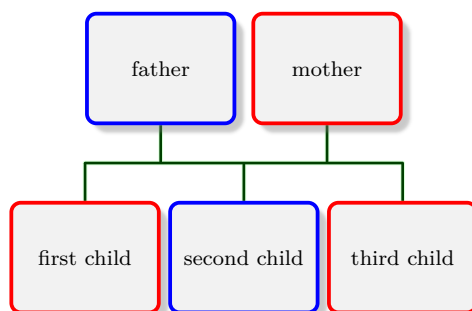 father
mother
first child
second child
third child